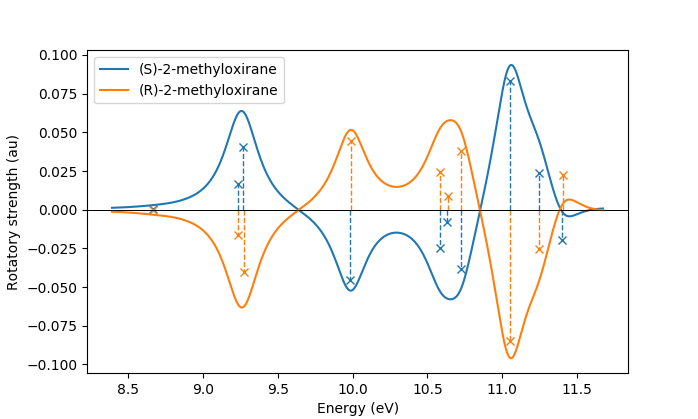 0.100
0.075
0.050
0.025
0.000
−0.025
−0.050
−0.075
−0.100
Rotatory strength (au)
(S)-2-methyloxirane
(R)-2-methyloxirane
8.5 9.0 9.5 10.0 10.5 11.0 11.5
Energy (eV)